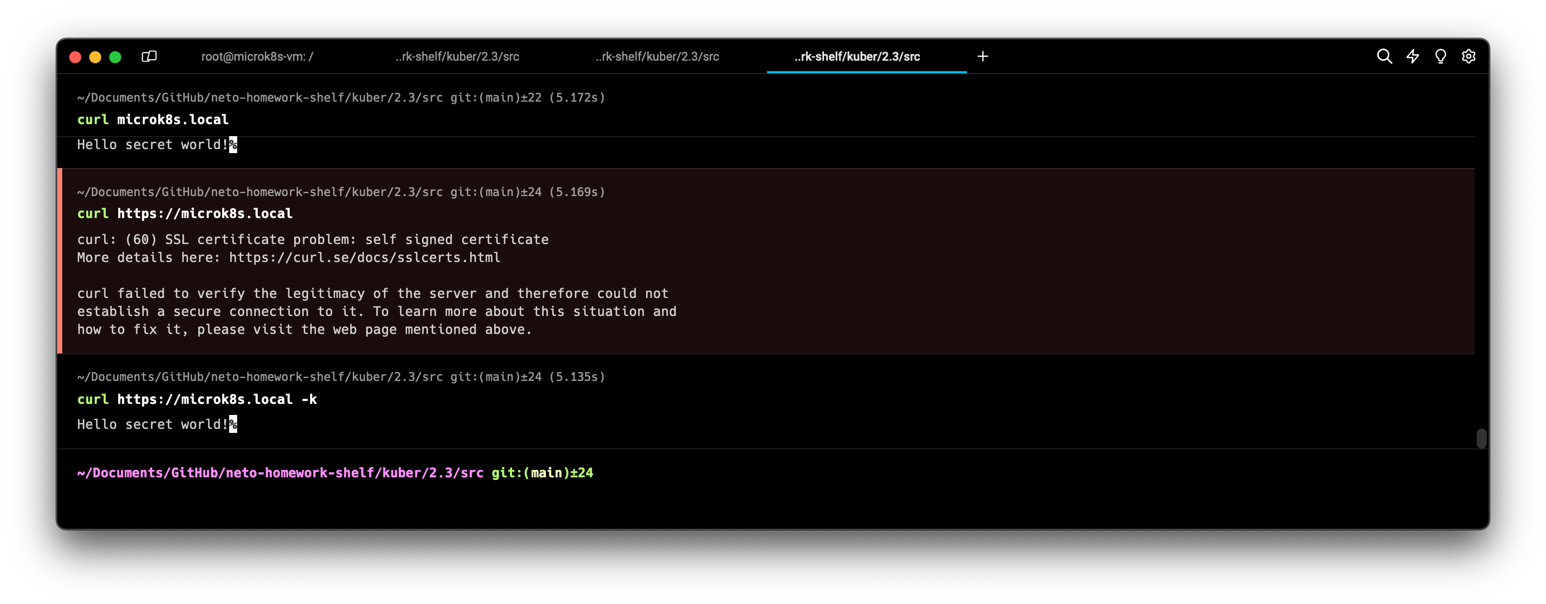 root@microk8s-vm: / ..rk-shelf/kuber/2.3/src ..rk-shelf/kuber/2.3/src ..rk-shelf/kuber/2.3/src +
~/Documents/GitHub/neto-homework-shelf/kuber/2.3/src git:(main)±22 (5.172s)
curl microk8s.local
Hello secret world!%
~/Documents/GitHub/neto-homework-shelf/kuber/2.3/src git:(main)±24 (5.169s)
curl https://microk8s.local
curl: (60) SSL certificate problem: self signed certificate
More details here: https://curl.se/docs/sslcerts.html
curl failed to verify the legitimacy of the server and therefore could not
establish a secure connection to it. To learn more about this situation and
how to fix it, please visit the web page mentioned above.
~/Documents/GitHub/neto-homework-shelf/kuber/2.3/src git:(main)±24 (5.135s)
curl https://microk8s.local -k
Hello secret world!%
~/Documents/GitHub/neto-homework-shelf/kuber/2.3/src git:(main)±24